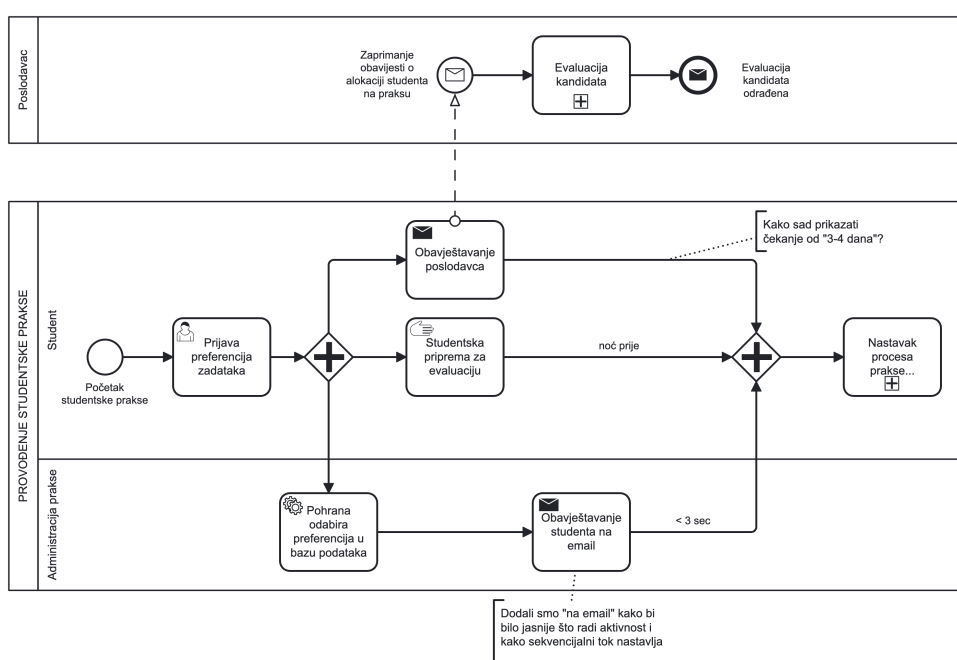 Poslodavac
Zaprimanje
obavijesti o
alokaciji studenta
na praksu
Evaluacija
kandidata
Evaluacija
kandidata
odrađena
PROVOĐENJE STUDENTSKE PRAKSE
Student
Početak
studentske prakse
Prijava
preferencija
zadataka
Obavještavanje
poslodavca
Kako sad prikazati
čekanje od "3-4 dana"?
Studentska
priprema za
evaluaciju
noć prije
Nastavak
procesa
prakse...
Administracija prakse
Pohrana
odabira
preferencija u
bazu podataka
Obavještavanje
studenta na
email
< 3 sec
Dodali smo "na email" kako bi
bilo jasnije što radi aktivnost i
kako sekvencijalni tok nastavlja